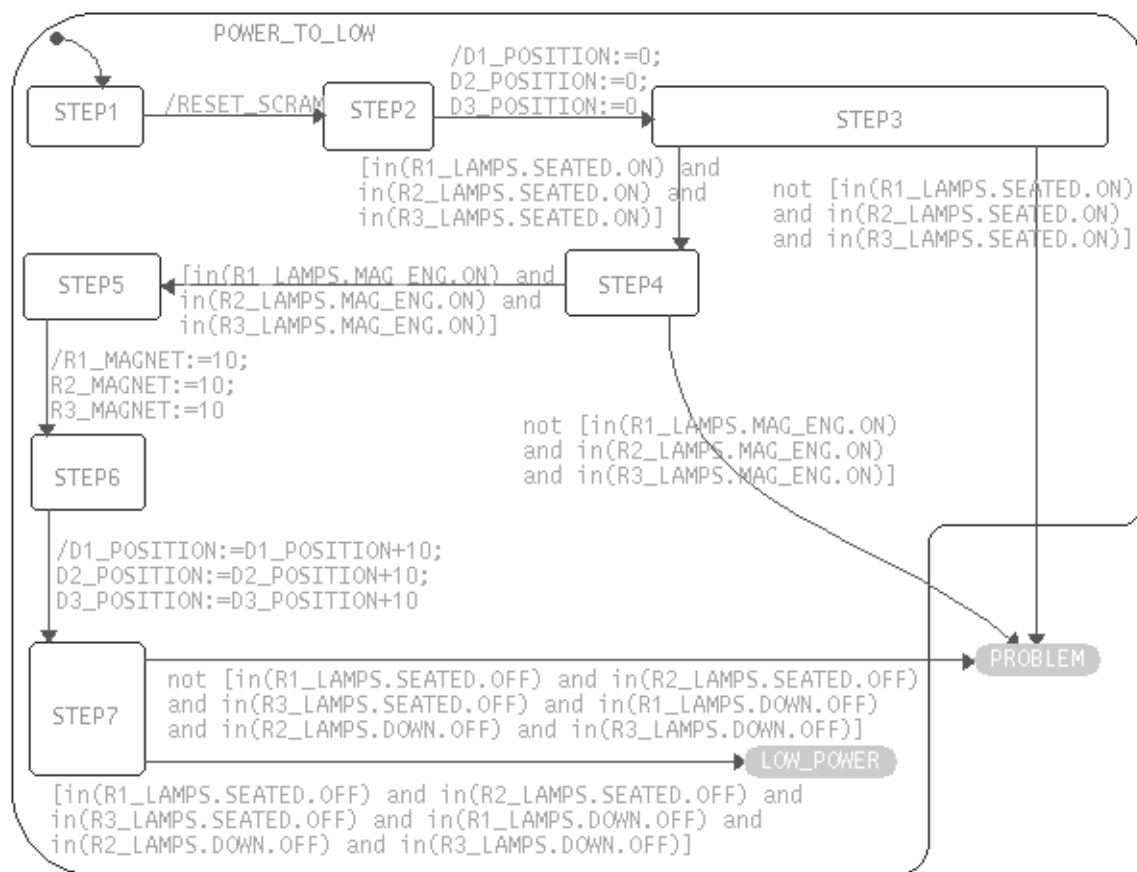 POWER_TO_LOW
STEP1
/RESET_SCRAM
STEP2
/D1_POSITION:=0;
D2_POSITION:=0;
D3_POSITION:=0
STEP3
[in(R1_LAMPS.SEATED.ON) and
in(R2_LAMPS.SEATED.ON) and
in(R3_LAMPS.SEATED.ON)]
not [in(R1_LAMPS.SEATED.ON)
and in(R2_LAMPS.SEATED.ON)
and in(R3_LAMPS.SEATED.ON)]
STEP5
[in(R1_LAMPS.MAG_ENG.ON) and
in(R2_LAMPS.MAG_ENG.ON) and
in(R3_LAMPS.MAG_ENG.ON)]
STEP4
/R1_MAGNET:=10;
R2_MAGNET:=10;
R3_MAGNET:=10
not [in(R1_LAMPS.MAG_ENG.ON)
and in(R2_LAMPS.MAG_ENG.ON)
and in(R3_LAMPS.MAG_ENG.ON)]
STEP6
/D1_POSITION:=D1_POSITION+10;
D2_POSITION:=D2_POSITION+10;
D3_POSITION:=D3_POSITION+10
PROBLEM
STEP7
not [in(R1_LAMPS.SEATED.OFF) and in(R2_LAMPS.SEATED.OFF)
and in(R3_LAMPS.SEATED.OFF) and in(R1_LAMPS.DOWN.OFF)
and in(R2_LAMPS.DOWN.OFF) and in(R3_LAMPS.DOWN.OFF)]
LOW_POWER
[in(R1_LAMPS.SEATED.OFF) and in(R2_LAMPS.SEATED.OFF) and
in(R3_LAMPS.SEATED.OFF) and in(R1_LAMPS.DOWN.OFF) and
in(R2_LAMPS.DOWN.OFF) and in(R3_LAMPS.DOWN.OFF)]